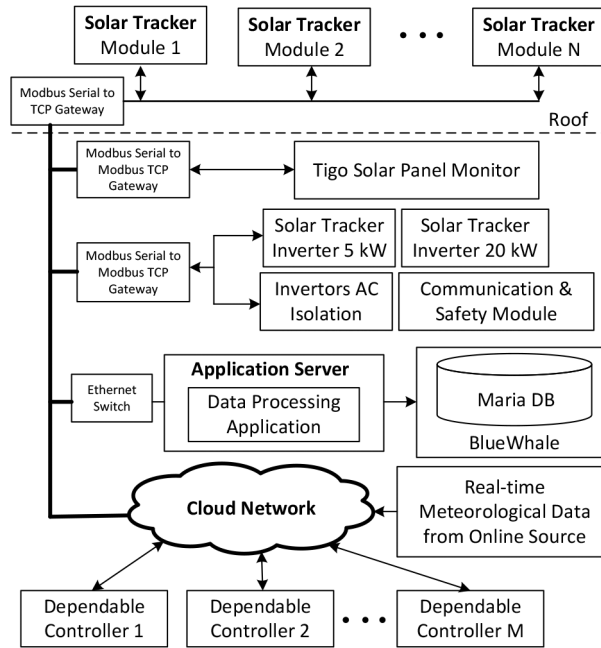 Solar Tracker
Module 1
Solar Tracker
Module 2
Solar Tracker
Module N
Modbus Serial to
TCP Gateway
Roof
Modbus Serial to
Modbus TCP
Gateway
Tigo Solar Panel Monitor
Modbus Serial to
Modbus TCP
Gateway
Solar Tracker
Inverter 5 kW
Solar Tracker
Inverter 20 kW
Invertors AC
Isolation
Communication &
Safety Module
Ethernet
Switch
Application Server
Data Processing
Application
Maria DB
BlueWhale
Cloud Network
Real-time
Meteorological Data
from Online Source
Dependable
Controller 1
Dependable
Controller 2
Dependable
Controller M